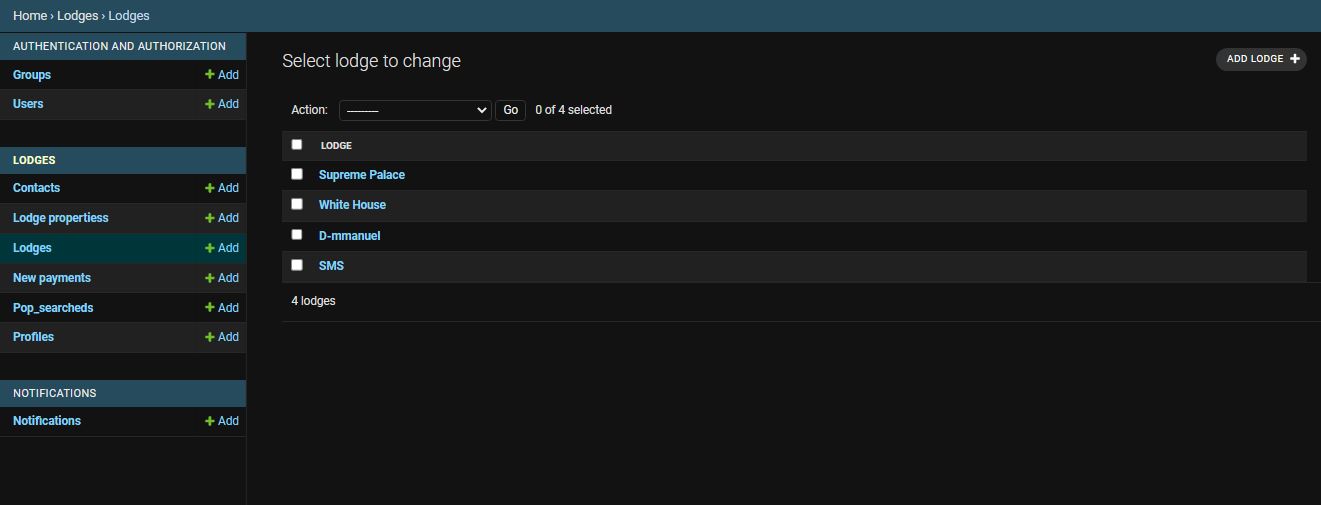 Home › Lodges › Lodges
AUTHENTICATION AND AUTHORIZATION
Groups + Add
Users + Add
LODGES
Contacts + Add
Lodge propertiess + Add
Lodges + Add
New payments + Add
Pop_searcheds + Add
Profiles + Add
NOTIFICATIONS
Notifications + Add
Select lodge to change
ADD LODGE +
Action: --------- Go 0 of 4 selected
LODGE
Supreme Palace
White House
D-mmanuel
SMS
4 lodges